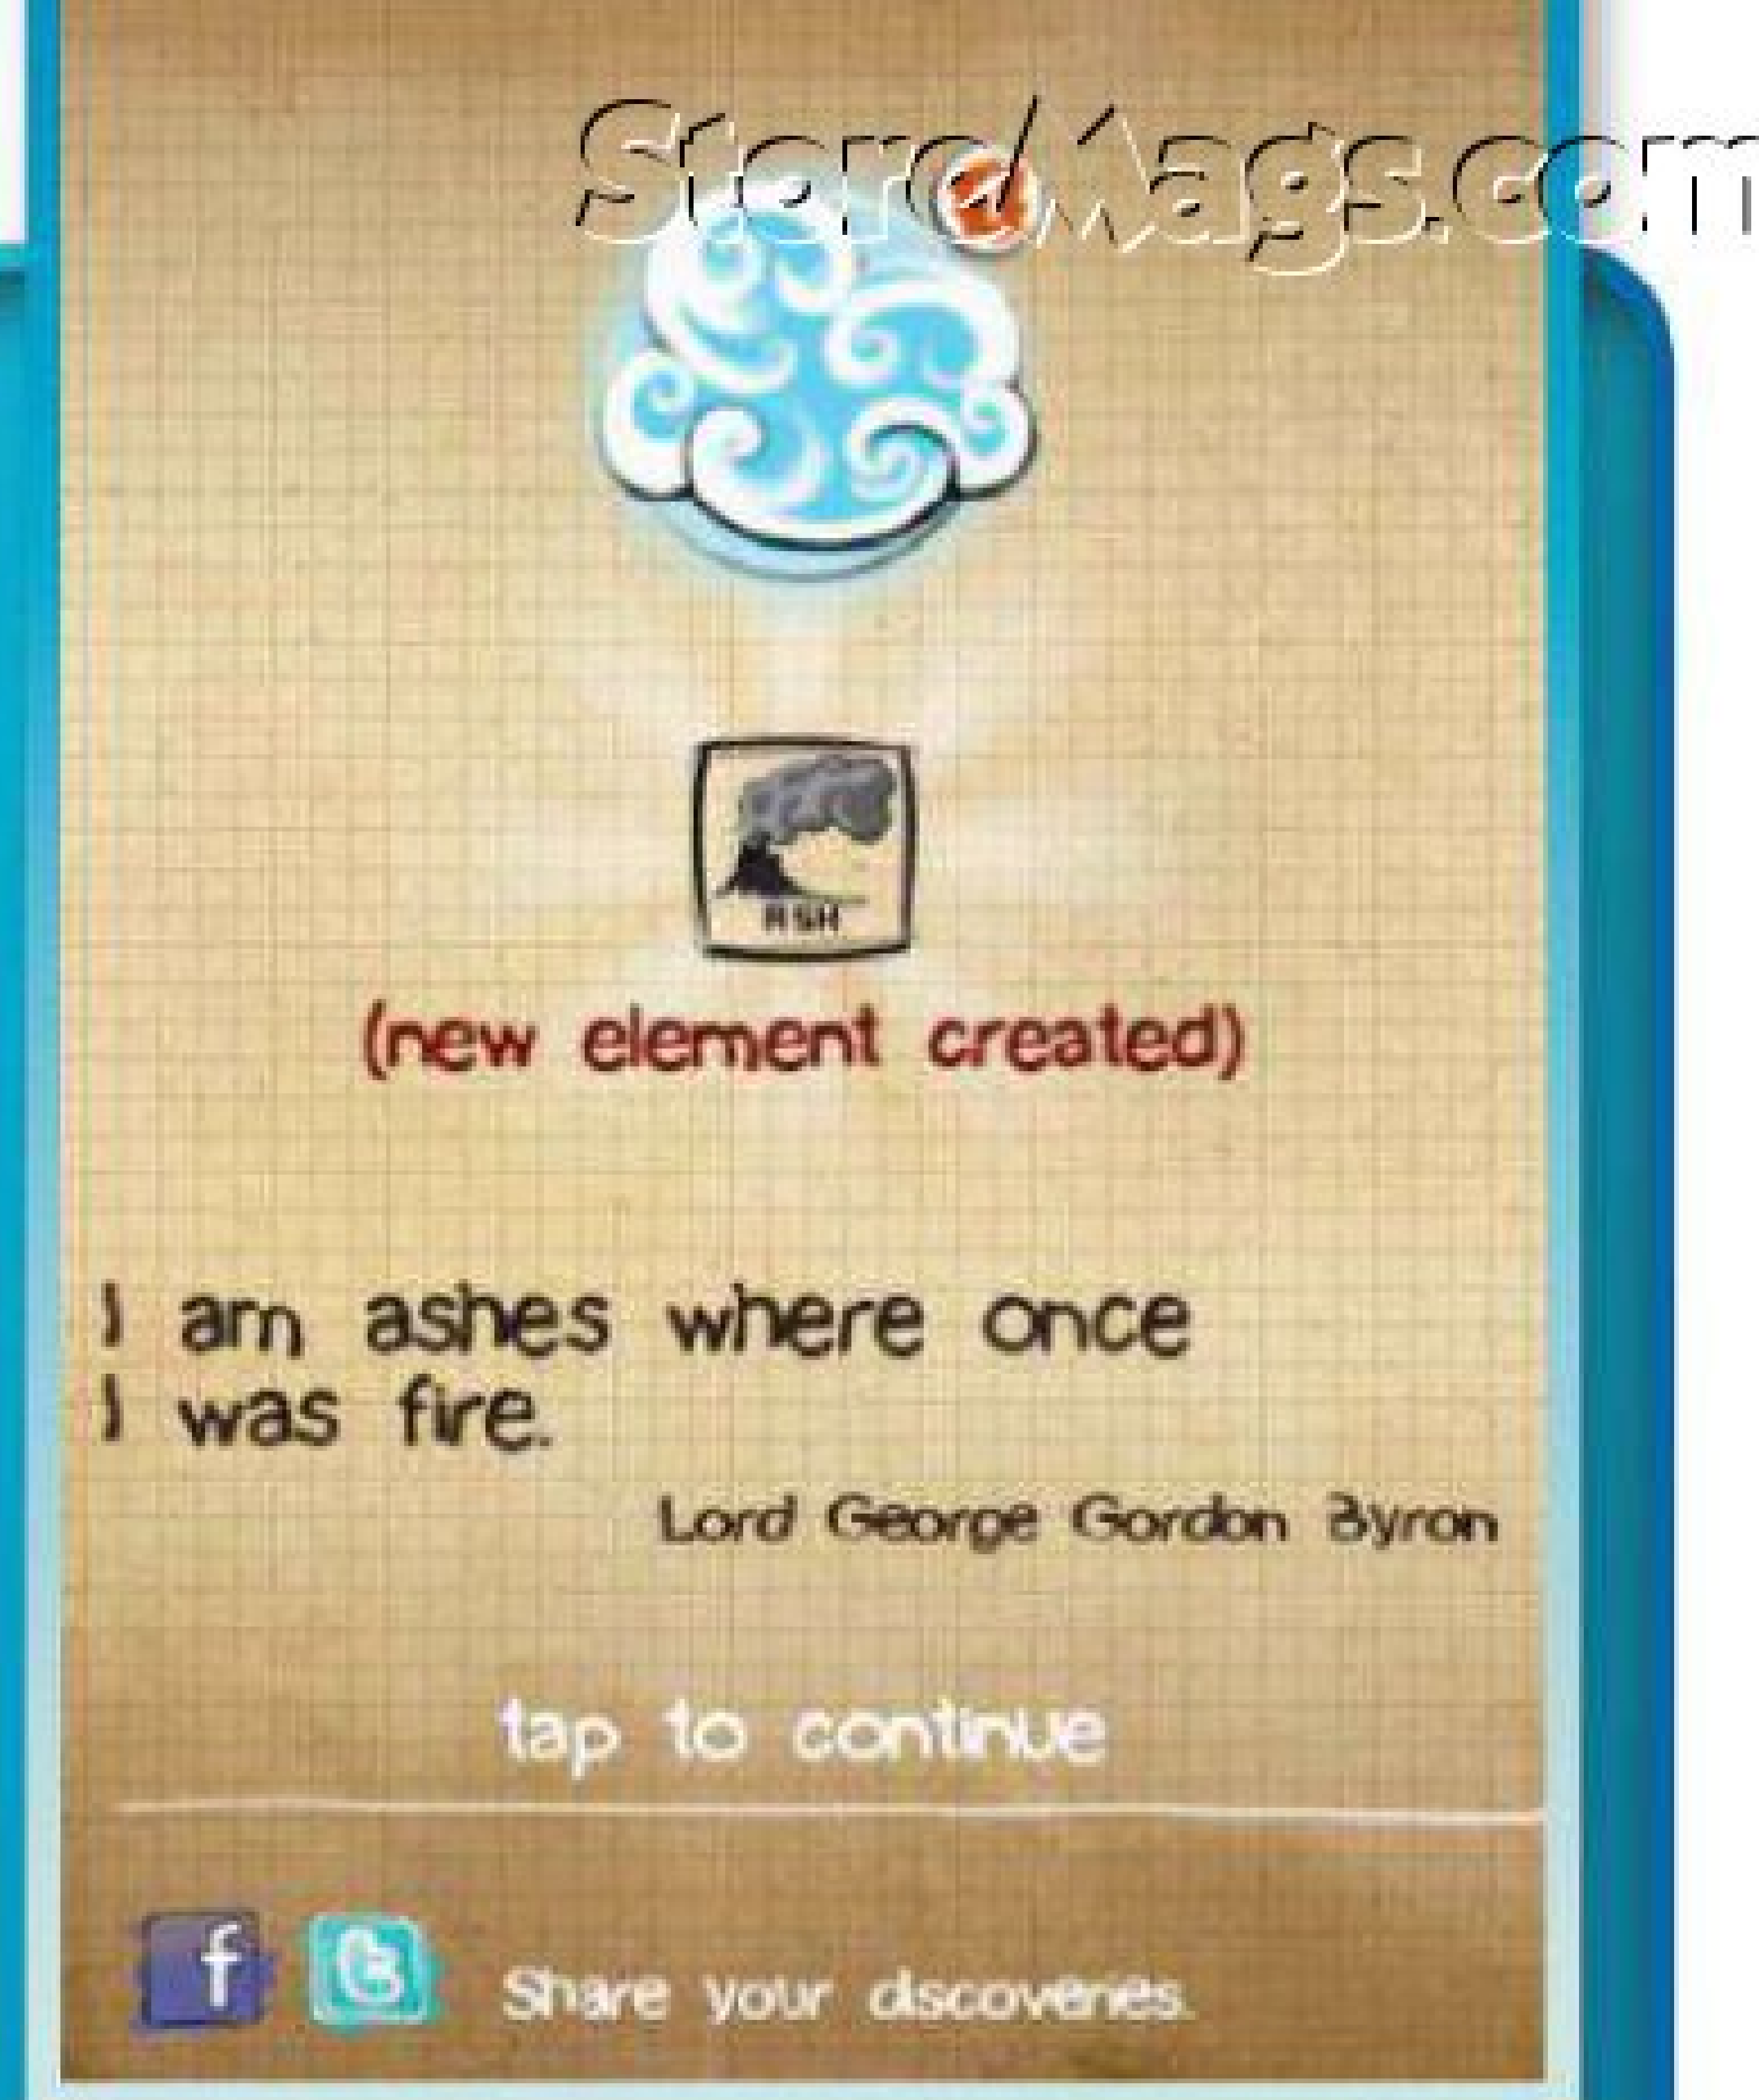 StoreMags.com
ASH
(new element created)
I am ashes where once
I was fire.
Lord George Gordon Byron
tap to continue
f t
Share your discoveries.